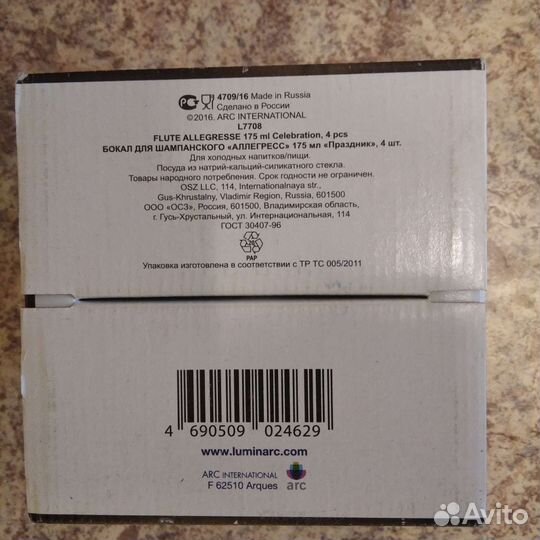 4709/16 Made in Russia
Сделано в России
©2016. ARC INTERNATIONAL
L7708
FLUTE ALLEGRESSE 175 ml Celebration, 4 pcs
БОКАЛ ДЛЯ ШАМПАНСКОГО «АЛЛЕГРЕСС» 175 мл «Праздник», 4 шт.
Для холодных напитков/пищи.
Посуда из натрий-кальций-силикатного стекла.
Товары народного потребления. Срок годности не ограничен.
OSZ LLC, 114, Internationalnaya str.,
Gus-Khrustalny, Vladimir Region, Russia, 601500
ООО «ОСЗ», Россия, 601500, Владимирская область,
г. Гусь-Хрустальный, ул. Интернациональная, 114
ГОСТ 30407-96
PAP
Упаковка изготовлена в соответствии с ТР ТС 005/2011
4 690509 024629
www.luminarc.com
ARC INTERNATIONAL
F 62510 Arques
arc
Avito